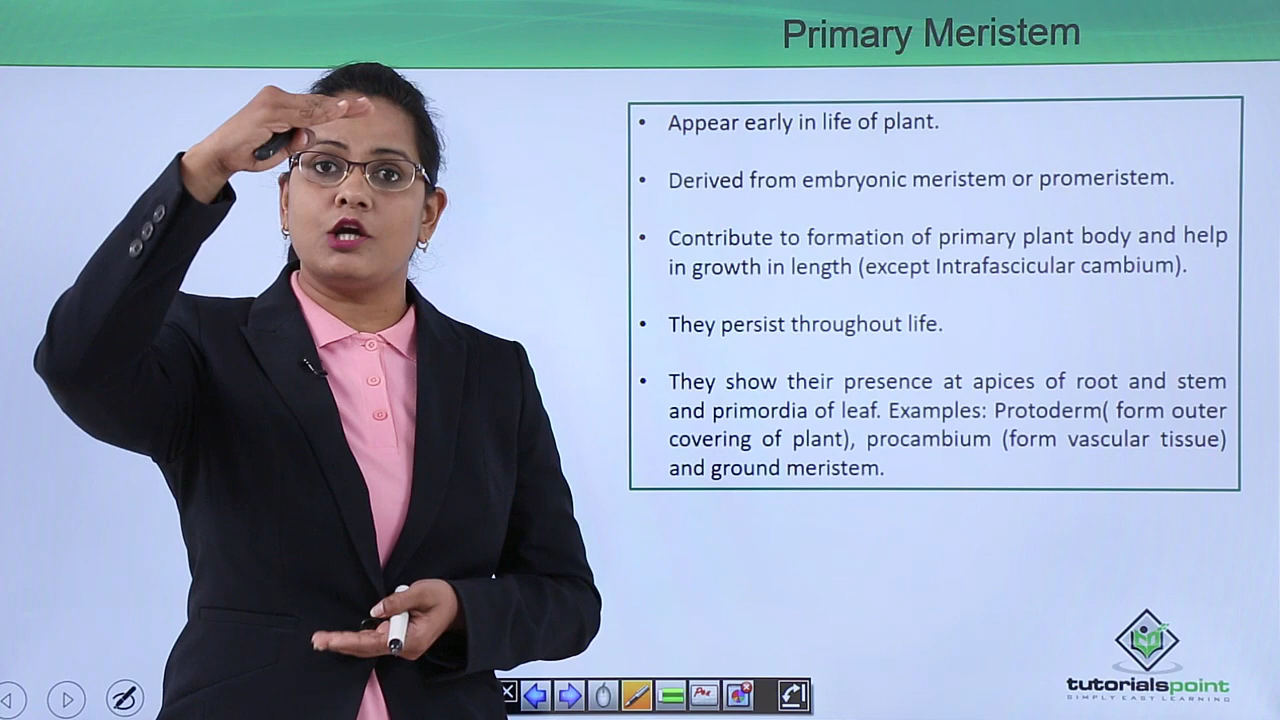 Primary Meristem
• Appear early in life of plant.
• Derived from embryonic meristem or promeristem.
• Contribute to formation of primary plant body and help
in growth in length (except Intrafascicular cambium).
• They persist throughout life.
• They show their presence at apices of root and stem
and primordia of leaf. Examples: Protoderm( form outer
covering of plant), procambium (form vascular tissue)
and ground meristem.
tutorialspoint
SIMPLY EASY LEARNING